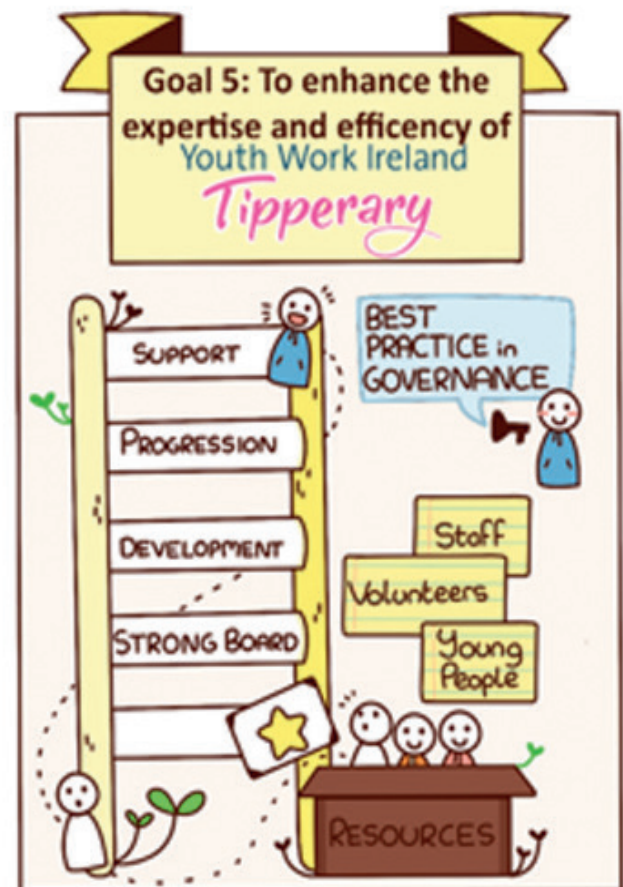 Goal 5: To enhance the
expertise and efficency of
Youth Work Ireland
Tipperary
SUPPORT
PROGRESSION
DEVELOPMENT
STRONG BOARD
BEST
PRACTICE in
GOVERNANCE
Staff
Volunteers
Young
People
RESOURCES